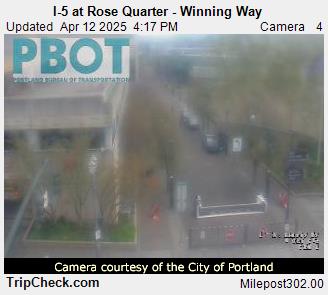 I-5 at Rose Quarter - Winning Way
Updated Apr 12 2025 4:17 PM Camera 4
PBOT
PORTLAND BUREAU OF TRANSPORTATION
Camera courtesy of the City of Portland
TripCheck.com Milepost302.00